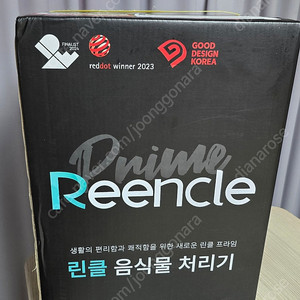 FINALIST
2024
reddot winner 2023
GOOD
DESIGN
KOREA
Prime
Reencle
생활의 편리함과 쾌적함을 위한 새로운 린클 프라임
린클 음식물 처리기